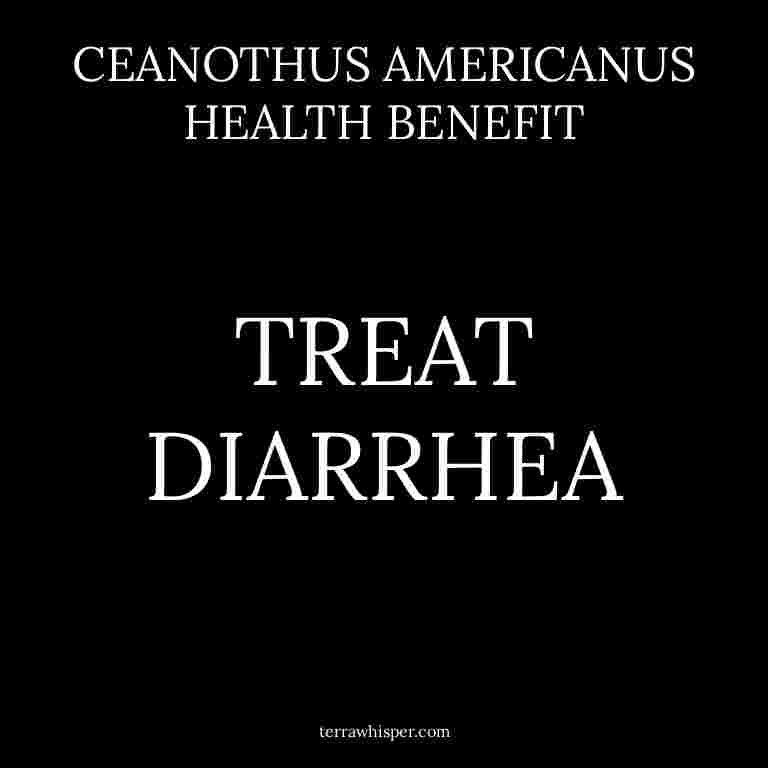 CEANOTHUS AMERICANUS
HEALTH BENEFIT
TREAT
DIARRHEA
terrawhisper.com